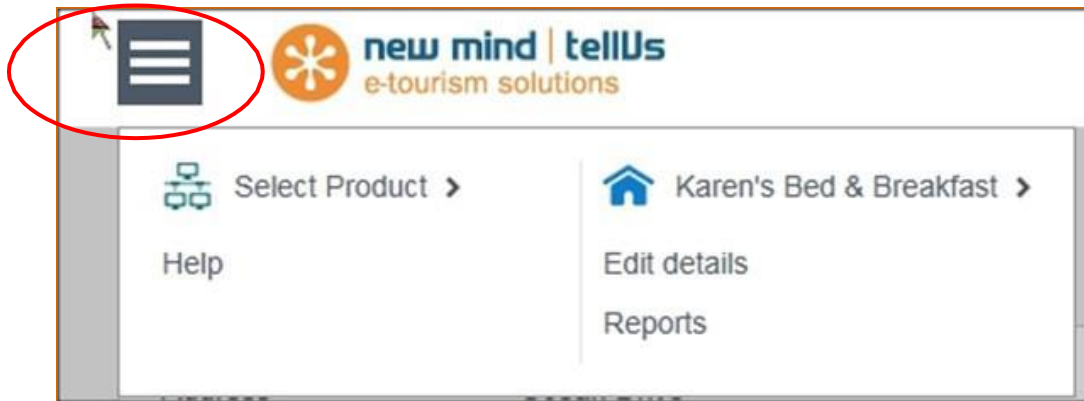 new mind | tellUs
e-tourism solutions
Select Product >
Karen's Bed & Breakfast >
Help
Edit details
Reports